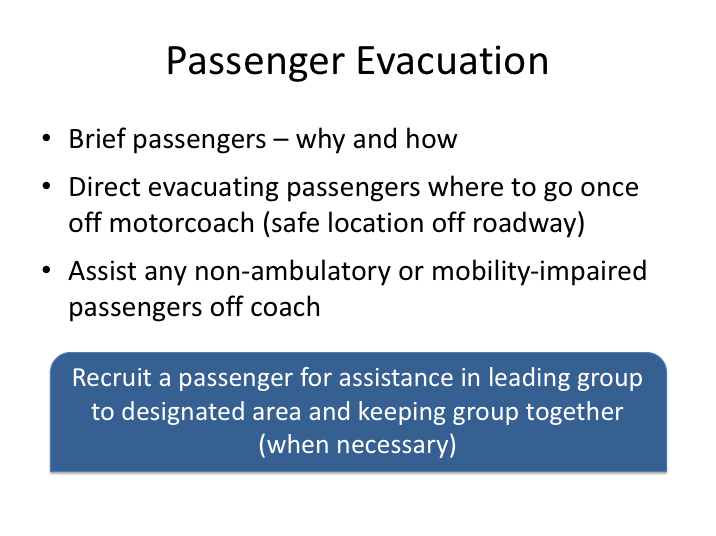 Passenger Evacuation
• Brief passengers – why and how
• Direct evacuating passengers where to go once
off motorcoach (safe location off roadway)
• Assist any non-ambulatory or mobility-impaired
passengers off coach
Recruit a passenger for assistance in leading group
to designated area and keeping group together
(when necessary)